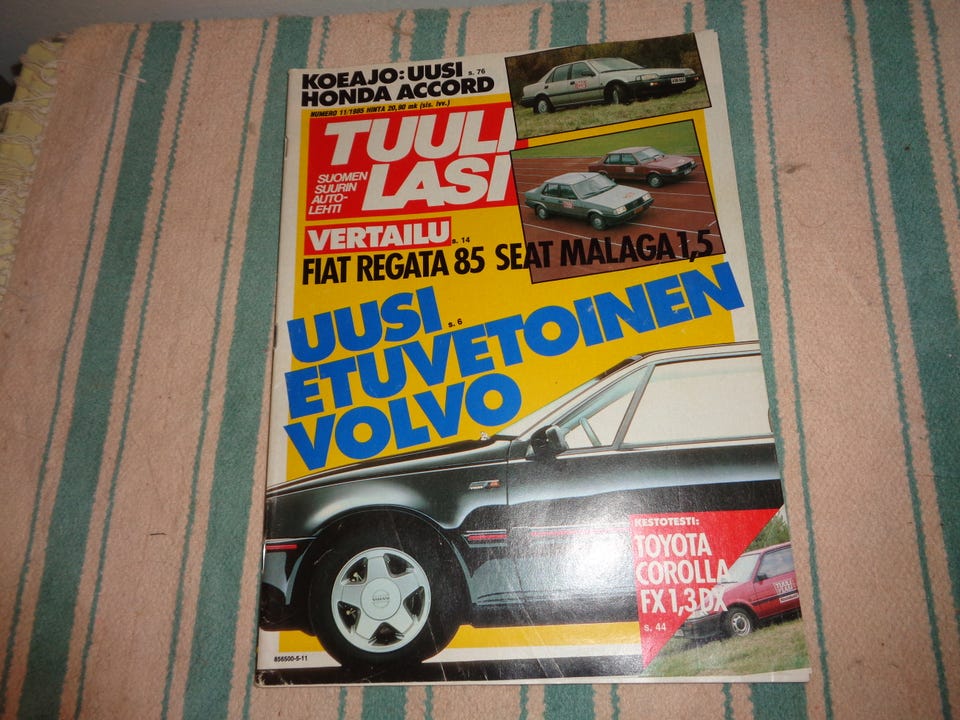 KOEAJO: UUSI s. 76
HONDA ACCORD
NUMERO 11/1985 HINTA 20,90 mk (sis. lvv.)
TUULI
LASI
SUOMEN
SUURIN
AUTO-
LEHTI
VERTAILU s. 14
FIAT REGATA 85 SEAT MALAGA 1,5
UUSI s. 6
ETUVETOINEN
VOLVO
KESTOTESTI:
TOYOTA
COROLLA
FX 1,3 DX
s. 44
856500-5-11